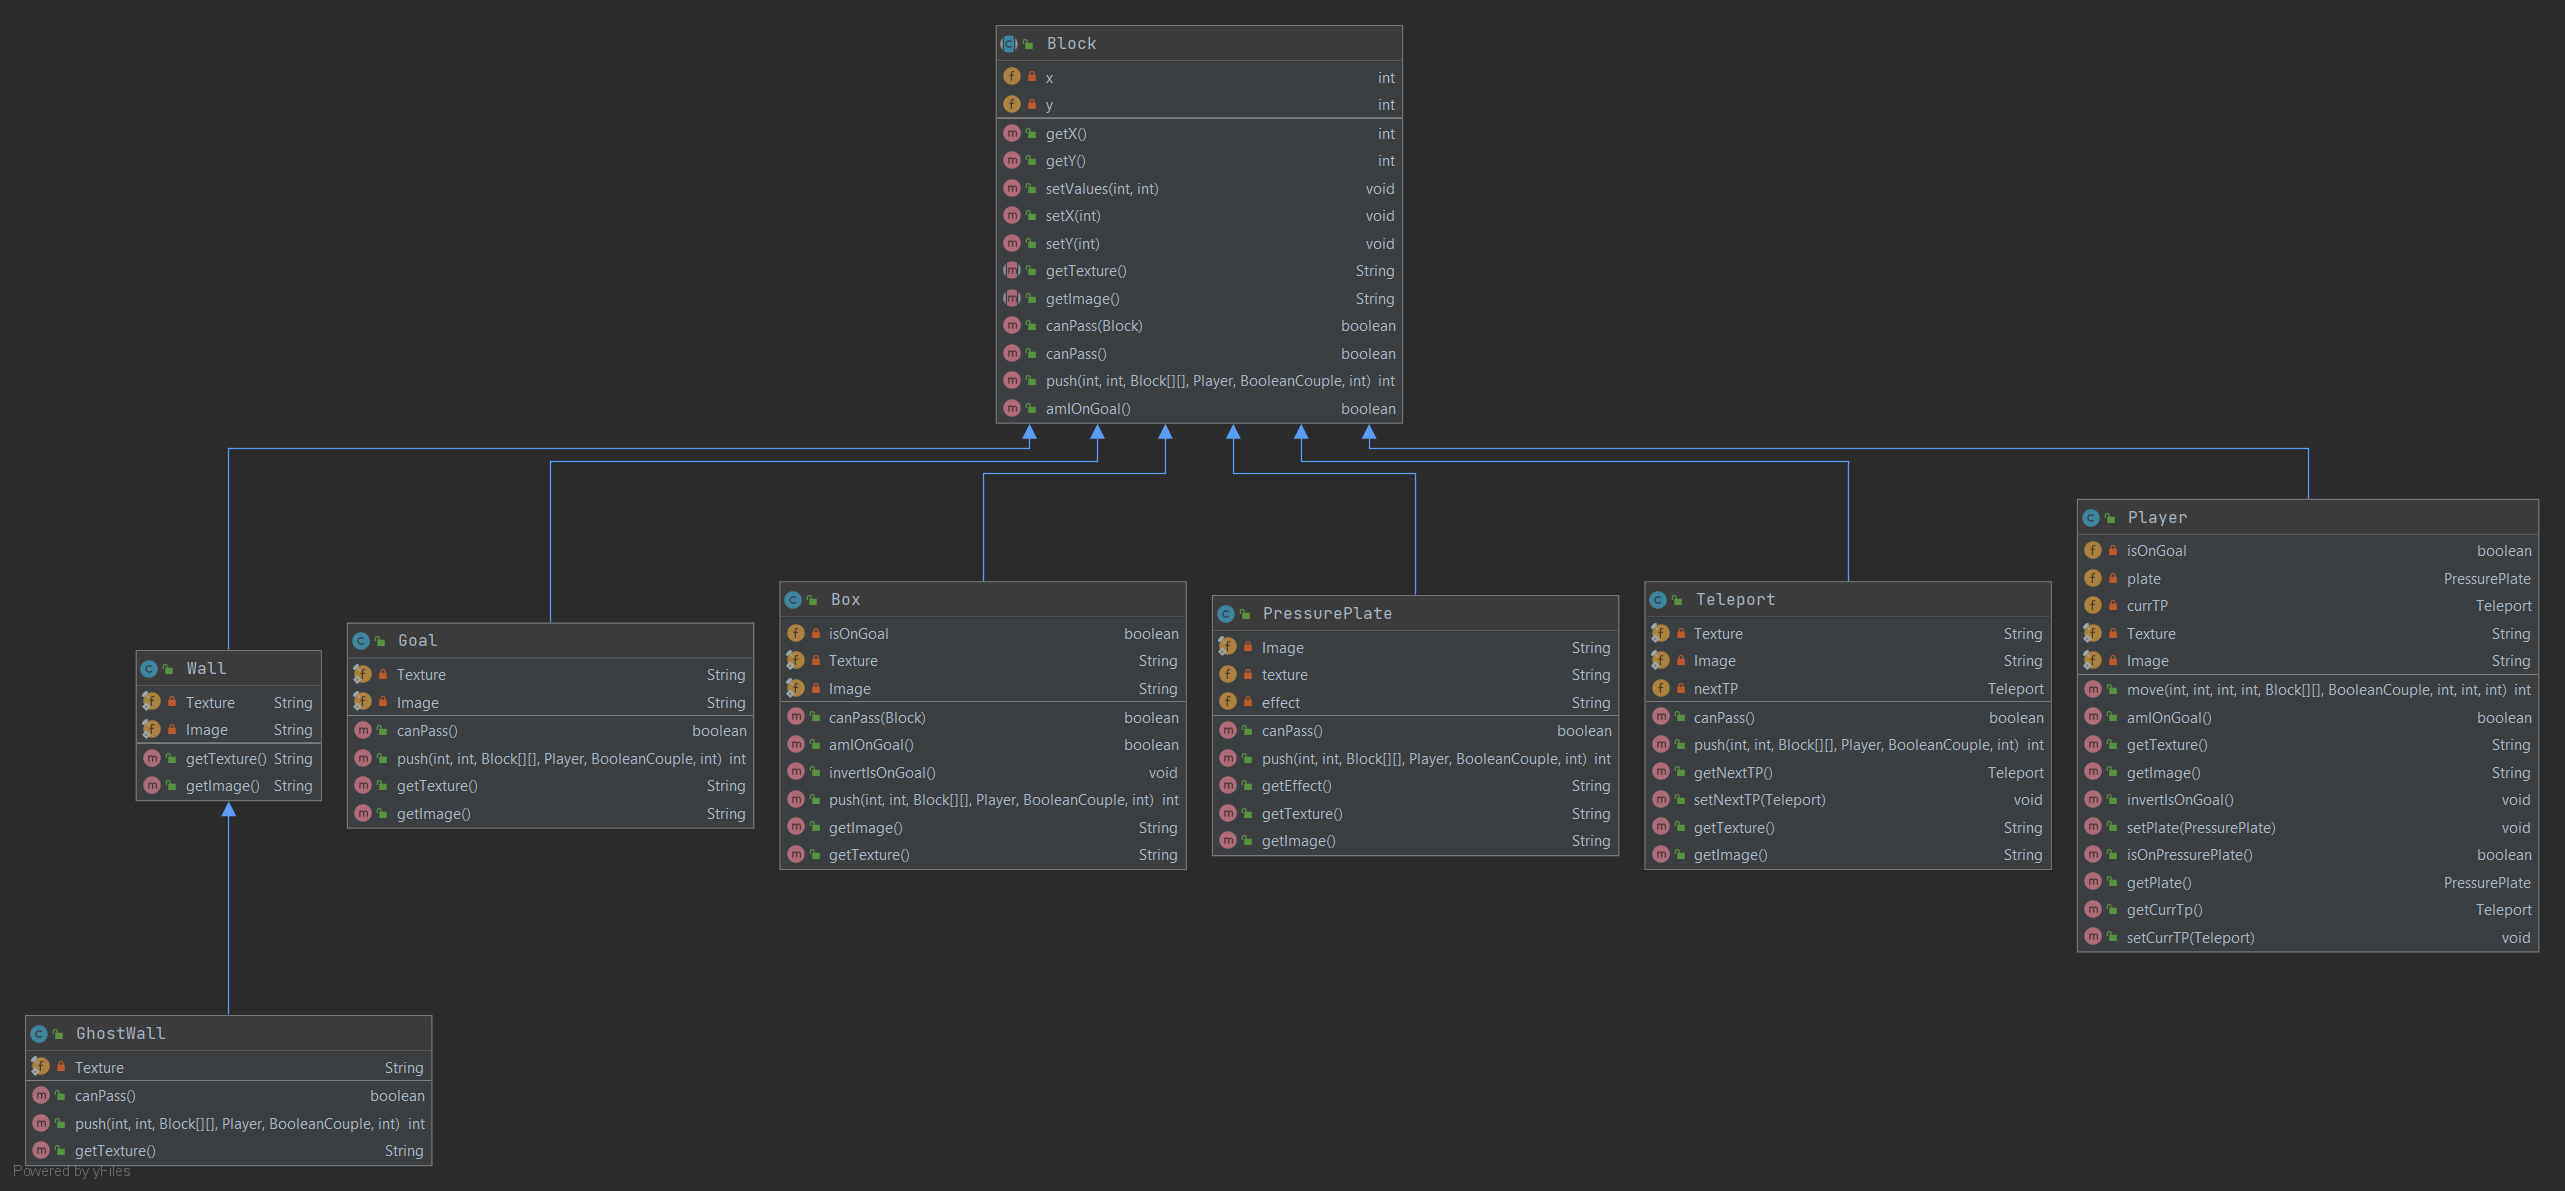 Block
x int
y int
getX() int
getY() int
setValues(int, int) void
setX(int) void
setY(int) void
getTexture() String
getImage() String
canPass(Block) boolean
canPass() boolean
push(int, int, Block[][], Player, BooleanCouple, int) int
amIOnGoal() boolean
Wall
Texture String
Image String
getTexture() String
getImage() String
Goal
Texture String
Image String
canPass() boolean
push(int, int, Block[][], Player, BooleanCouple, int) int
getTexture() String
getImage() String
Box
isOnGoal boolean
Texture String
Image String
canPass(Block) boolean
amIOnGoal() boolean
invertIsOnGoal() void
push(int, int, Block[][], Player, BooleanCouple, int) int
getImage() String
getTexture() String
PressurePlate
Image String
texture String
effect String
canPass() boolean
push(int, int, Block[][], Player, BooleanCouple, int) int
getEffect() String
getTexture() String
getImage() String
Teleport
Texture String
Image String
nextTP Teleport
canPass() boolean
push(int, int, Block[][], Player, BooleanCouple, int) int
getNextTP() Teleport
setNextTP(Teleport) void
getTexture() String
getImage() String
Player
isOnGoal boolean
plate PressurePlate
currTP Teleport
Texture String
Image String
move(int, int, int, int, Block[][], BooleanCouple, int, int, int) int
amIOnGoal() boolean
getTexture() String
getImage() String
invertIsOnGoal() void
setPlate(PressurePlate) void
isOnPressurePlate() boolean
getPlate() PressurePlate
getCurrTp() Teleport
setCurrTP(Teleport) void
GhostWall
Texture String
canPass() boolean
push(int, int, Block[][], Player, BooleanCouple, int) int
getTexture() String
Powered by yFiles